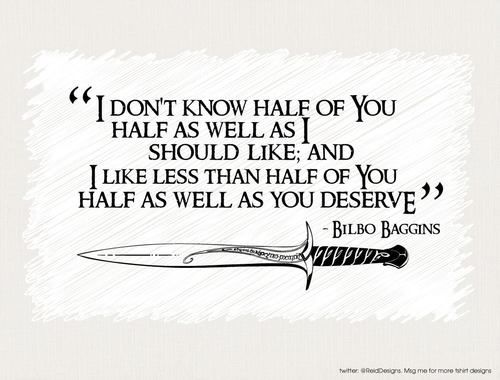 “I DON'T KNOW HALF OF YOU
HALF AS WELL AS I
SHOULD LIKE; AND
I LIKE LESS THAN HALF OF YOU
HALF AS WELL AS YOU DESERVE”
- BILBO BAGGINS
twitter: @ReidDesigns. Msg me for more tshirt designs